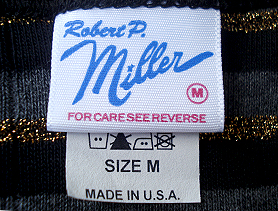 Robert P.
Miller
M
FOR CARE SEE REVERSE
SIZE M
MADE IN U.S.A.